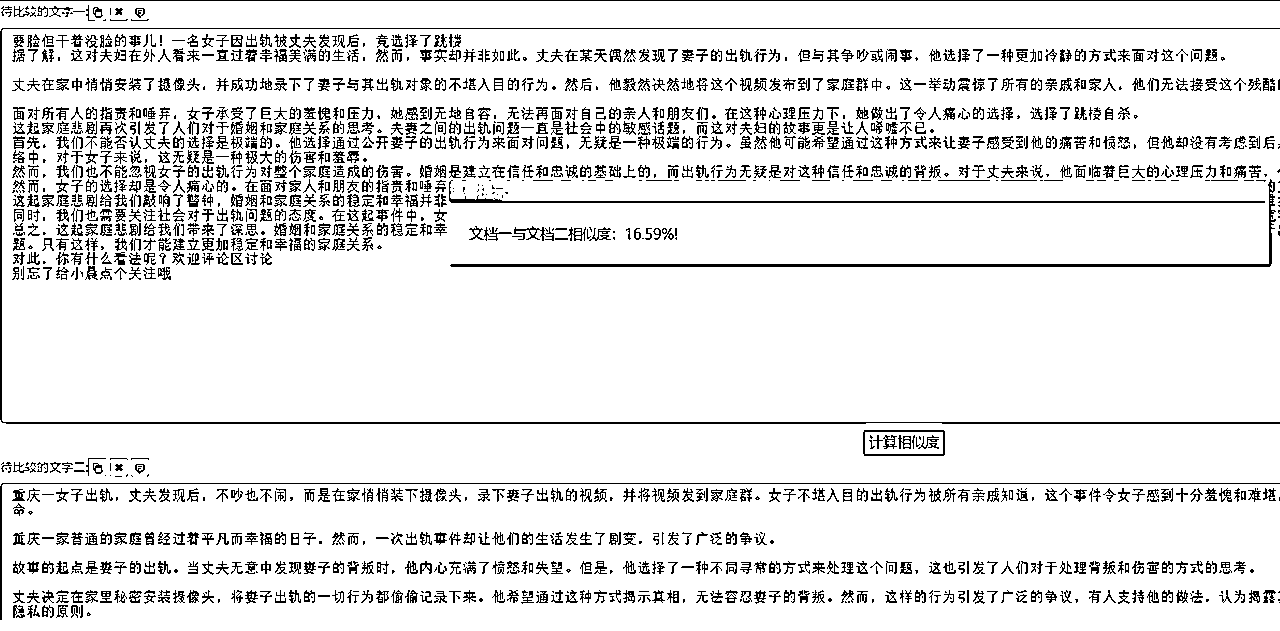 待比较的文字一:
要脸但干着没脸的事儿！一名女子因出轨被丈夫发现后，竟选择了跳楼
据了解，这对夫妇在外人看来一直过着幸福美满的生活，然而，事实却并非如此。丈夫在某天偶然发现了妻子的出轨行为，但与其争吵或闹事，他选择了一种更加冷静的方式来面对这个问题。
丈夫在家中悄悄安装了摄像头，并成功地录下了妻子与其出轨对象的不堪入目的行为。然后，他毅然决然地将这个视频发布到了家庭群中。这一举动震惊了所有的亲戚和家人，他们无法接受这个残酷
面对所有人的指责和唾弃，女子承受了巨大的羞愧和压力，她感到无地自容，无法再面对自己的亲人和朋友们。在这种心理压力下，她做出了令人痛心的选择，选择了跳楼自杀。
这起家庭悲剧再次引发了人们对于婚姻和家庭关系的思考。夫妻之间的出轨问题一直是社会中的敏感话题，而这对夫妇的故事更是让人唏嘘不已。
首先，我们不能否认丈夫的选择是极端的。他选择通过公开妻子的出轨行为来面对问题，无疑是一种极端的行为。虽然他可能希望通过这种方式来让妻子感受到他的痛苦和愤怒，但他却没有考虑到后
络中，对于女子来说，这无疑是一种极大的伤害和羞辱。
然而，我们也不能忽视女子的出轨行为对整个家庭造成的伤害。婚姻是建立在信任和忠诚的基础上的，而出轨行为无疑是对这种信任和忠诚的背叛。对于丈夫来说，他面临着巨大的心理压力和痛苦，
然而，女子的选择却是令人痛心的。在面对家人和朋友的指责和唾弃
这起家庭悲剧给我们敲响了警钟，婚姻和家庭关系的稳定和幸福并非
同时，我们也需要关注社会对于出轨问题的态度。在这起事件中，女
总之，这起家庭悲剧给我们带来了深思。婚姻和家庭关系的稳定和幸
题。只有这样，我们才能建立更加稳定和幸福的家庭关系。
对此，你有什么看法呢？欢迎评论区讨论
别忘了给小晨点个关注哦
文档一与文档二相似度：16.59%!
计算相似度
待比较的文字二:
重庆一女子出轨，丈夫发现后，不吵也不闹，而是在家悄悄装下摄像头，录下妻子出轨的视频，并将视频发到家庭群。女子不堪入目的出轨行为被所有亲戚知道，这个事件令女子感到十分羞愧和难堪，
命。
重庆一家普通的家庭曾经过着平凡而幸福的日子。然而，一次出轨事件却让他们的生活发生了剧变，引发了广泛的争议。
故事的起点是妻子的出轨。当丈夫无意中发现妻子的背叛时，他内心充满了愤怒和失望。但是，他选择了一种不同寻常的方式来处理这个问题，这也引发了人们对于处理背叛和伤害的方式的思考。
丈夫决定在家里秘密安装摄像头，将妻子出轨的一切行为都偷偷记录下来。他希望通过这种方式揭示真相，无法容忍妻子的背叛。然而，这样的行为引发了广泛的争议，有人支持他的做法，认为揭露
隐私的原则。